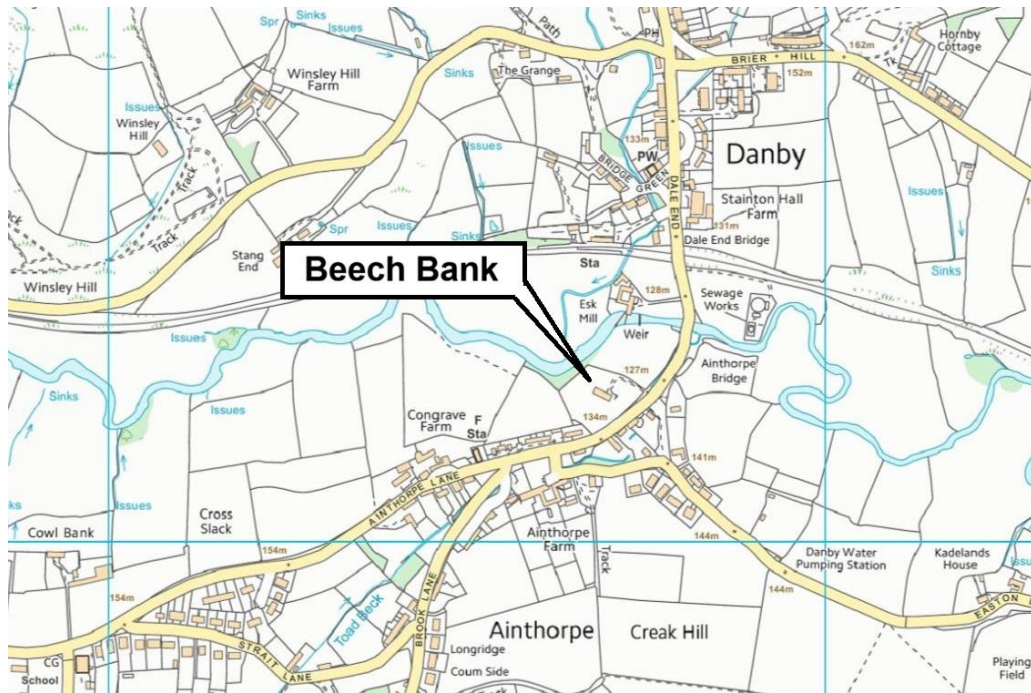 Sinks
Spr
Issues
Path
PH
162m
Hornby
Cottage
Tk
BRIER HILL
Winsley Hill
Farm
Sinks
The Grange
152m
Issues
Winsley
Hill
133m
PW
Danby
Issues
BRIDGE
GREEN
DALE END
Track
Track
Issues
Stainton Hall
Farm
Issues
Spr
Sinks
131m
Dale End Bridge
Stang
End
Beech Bank
Sta
Sinks
Winsley Hill
128m
Sewage
Works
Esk
Mill
Weir
Issues
127m
Ainthorpe
Bridge
Sinks
Issues
Congrave
Farm
F
Sta
134m
141m
AINTHORPE LANE
Issues
Cross
Slack
Cowl Bank
Ainthorpe
Farm
144m
154m
Track
Danby Water
Pumping Station
Kadelands
House
154m
144m
Toad Beck
BROOK LANE
EASTON
Ainthorpe
Creak Hill
STRAIT LANE
Longridge
CG
School
Coum Side
Playing
Field